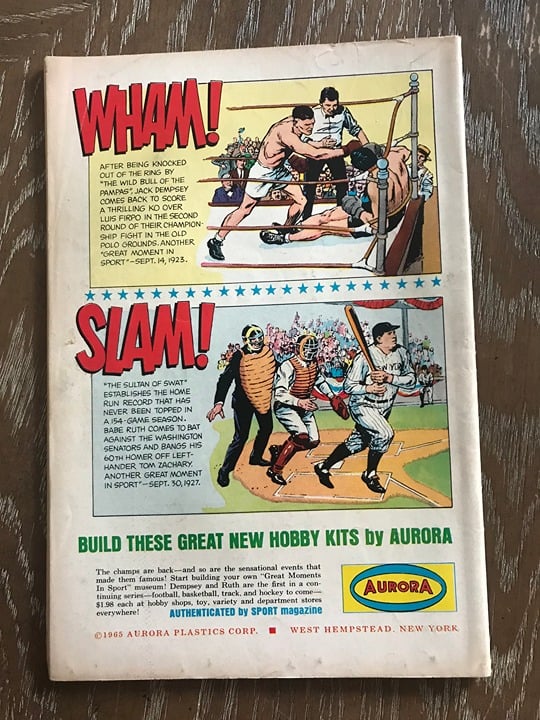 WHAM!
AFTER BEING KNOCKED
OUT OF THE RING BY
"THE WILD BULL OF THE
PAMPAS", JACK DEMPSEY
COMES BACK TO SCORE
A THRILLING KO OVER
LUIS FIRPO IN THE SECOND
ROUND OF THEIR CHAMPION-
SHIP FIGHT IN THE OLD
POLO GROUNDS. ANOTHER
"GREAT MOMENT IN
SPORT"-SEPT. 14, 1923.
SLAM!
"THE SULTAN OF SWAT"
ESTABLISHES THE HOME
RUN RECORD THAT HAS
NEVER BEEN TOPPED IN
A 154-GAME SEASON.
BABE RUTH COMES TO BAT
AGAINST THE WASHINGTON
SENATORS AND BANGS HIS
60TH HOMER OFF LEFT-
HANDER TOM ZACHARY.
ANOTHER GREAT MOMENT
IN SPORT"-SEPT. 30, 1927.
BUILD THESE GREAT NEW HOBBY KITS by AURORA
The champs are back—and so are the sensational events that
made them famous! Start building your own "Great Moments
In Sport" museum! Dempsey and Ruth are the first in a con-
tinuing series—football, basketball, track, and hockey to come—
$1.98 each at hobby shops, toy, variety and department stores
everywhere! AUTHENTICATED by SPORT magazine
AURORA
©1965 AURORA PLASTICS CORP. ■ WEST HEMPSTEAD, NEW YORK